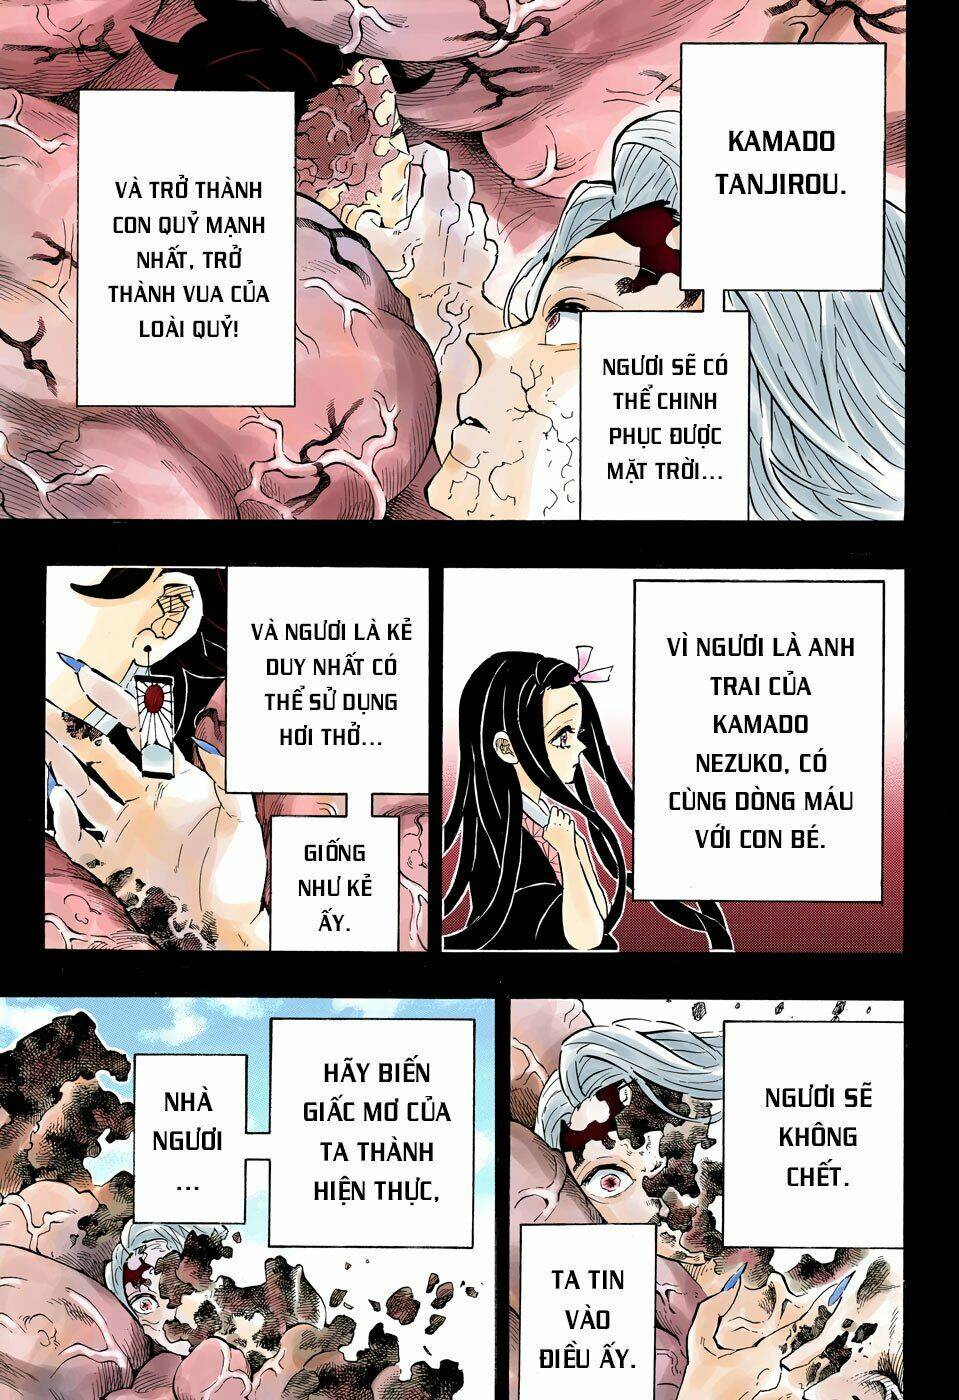 KAMADO
TANJIROU.
NGƯƠI SẼ CÓ
THỂ CHINH
PHỤC ĐƯỢC
MẶT TRỜI...
VÀ TRỞ THÀNH
CON QUỶ MẠNH
NHẤT, TRỞ
THÀNH VUA CỦA
LOÀI QUỶ!
VÌ NGƯƠI LÀ ANH
TRAI CỦA
KAMADO
NEZUKO, CÓ
CÙNG DÒNG MÁU
VỚI CON BÉ.
VÀ NGƯƠI LÀ KẺ
DUY NHẤT CÓ
THỂ SỬ DỤNG
HƠI THỞ...
GIỐNG
NHƯ KẺ
ẤY.
NGƯƠI SẼ
KHÔNG
CHẾT.
TA TIN
VÀO
ĐIỀU ẤY.
HÃY BIẾN
GIẤC MƠ CỦA
TA THÀNH
HIỆN THỰC,
NHÀ
NGƯƠI
...